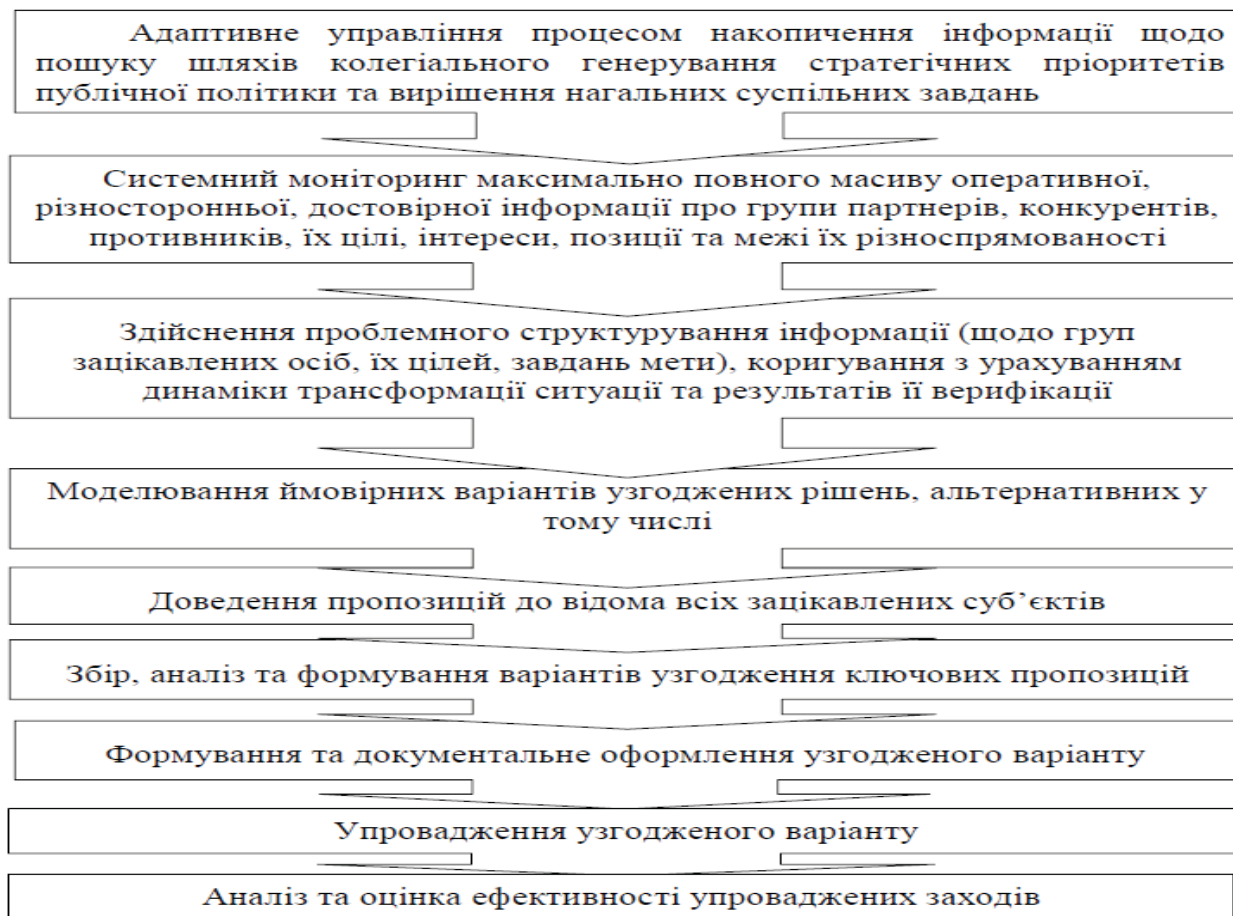 Адаптивне управління процесом накопичення інформації щодо
пошуку шляхів колегіального генерування стратегічних пріоритетів
публічної політики та вирішення нагальних суспільних завдань
Системний моніторинг максимально повного масиву оперативної,
різносторонньої, достовірної інформації про групи партнерів, конкурентів,
противників, їх цілі, інтереси, позиції та межі їх різноспрямованості
Здійснення проблемного структурування інформації (щодо груп
зацікавлених осіб, їх цілей, завдань мети), коригування з урахуванням
динаміки трансформації ситуації та результатів її верифікації
Моделювання ймовірних варіантів узгоджених рішень, альтернативних у
тому числі
Доведення пропозицій до відома всіх зацікавлених суб’єктів
Збір, аналіз та формування варіантів узгодження ключових пропозицій
Формування та документальне оформлення узгодженого варіанту
Упровадження узгодженого варіанту
Аналіз та оцінка ефективності упроваджених заходів